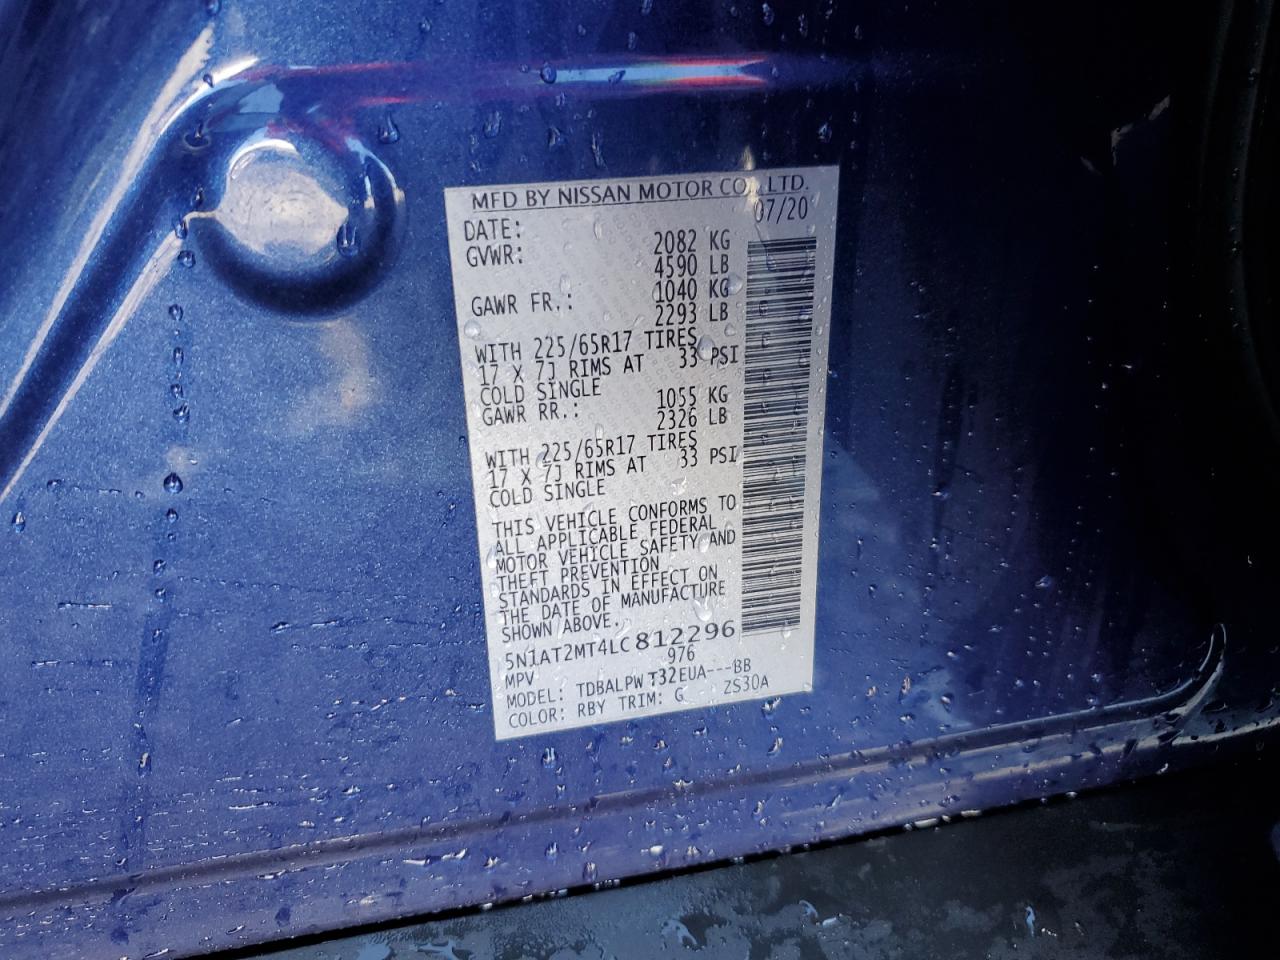 MFD BY NISSAN MOTOR CO., LTD.
DATE: 07/20
GVWR: 2082 KG
4590 LB
GAWR FR.: 1040 KG
2293 LB
WITH 225/65R17 TIRES
17 X 7J RIMS AT 33 PSI
COLD SINGLE
GAWR RR.: 1055 KG
2326 LB
WITH 225/65R17 TIRES
17 X 7J RIMS AT 33 PSI
COLD SINGLE
THIS VEHICLE CONFORMS TO
ALL APPLICABLE FEDERAL
MOTOR VEHICLE SAFETY AND
THEFT PREVENTION
STANDARDS IN EFFECT ON
THE DATE OF MANUFACTURE
SHOWN ABOVE.
5N1AT2MT4LC812296
MPV 976
MODEL: TDBALPW T32EUA---BB
COLOR: RBY TRIM: G ZS30A